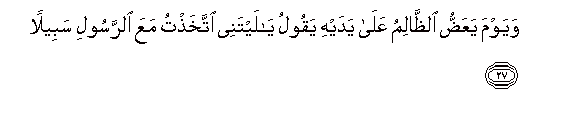 وَيَوْمَ يَعَضُّ ٱلظَّالِمُ عَلَىٰ يَدَيْهِ يَقُولُ يَـٰلَيْتَنِى ٱتَّخَذْتُ مَعَ ٱلرَّسُولِ سَبِيلًا
٢٧